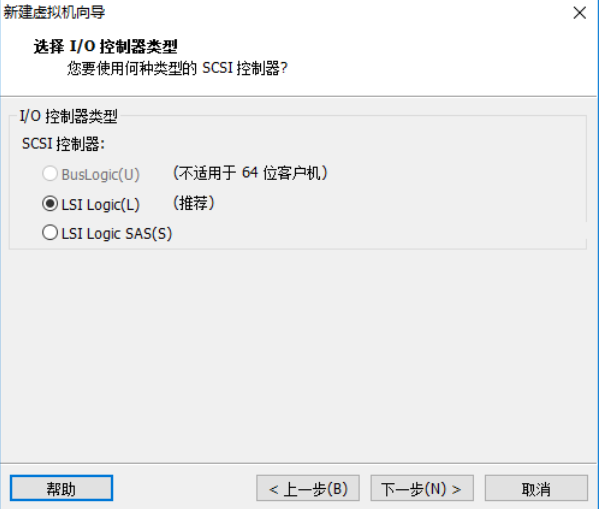 新建虚拟机向导
选择 I/O 控制器类型
您要使用何种类型的 SCSI 控制器?
I/O 控制器类型
SCSI 控制器:
BusLogic(U) (不适用于 64 位客户机)
LSI Logic(L) (推荐)
LSI Logic SAS(S)
帮助 < 上一步(B) 下一步(N) > 取消